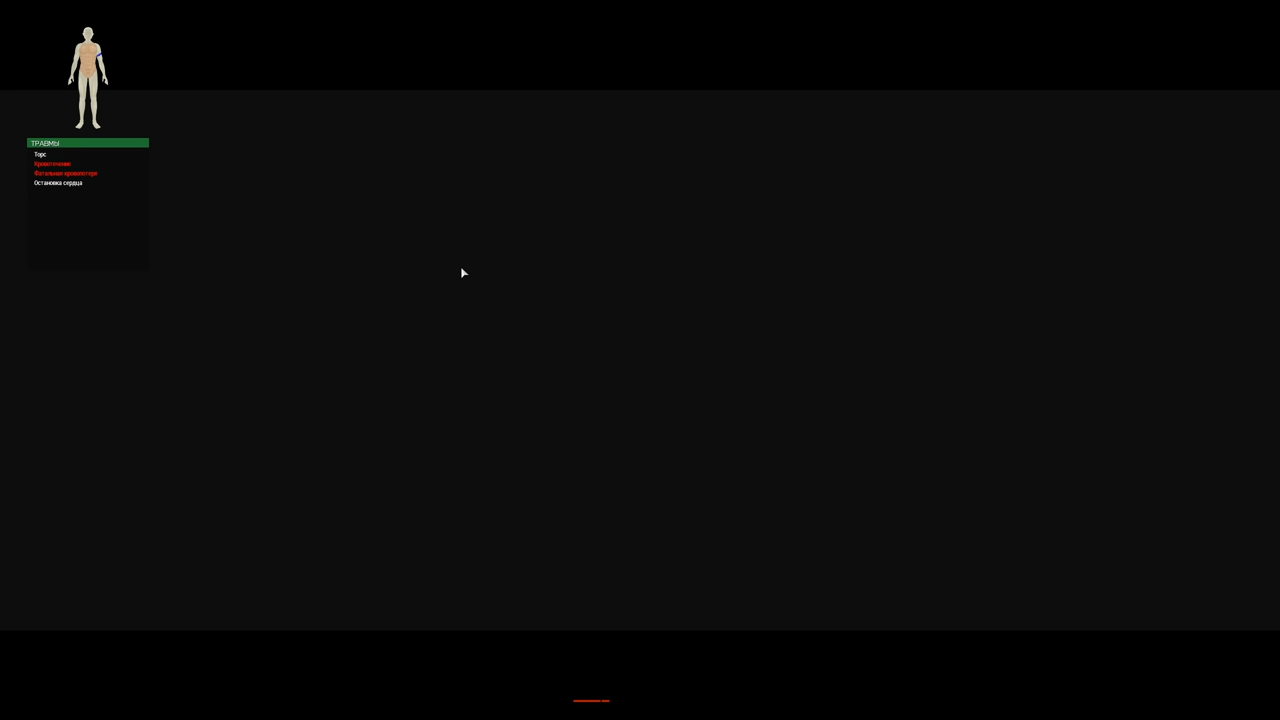 ТРАВМЫ
Торс
Кровотечение
Фатальная кровопотеря
Остановка сердца